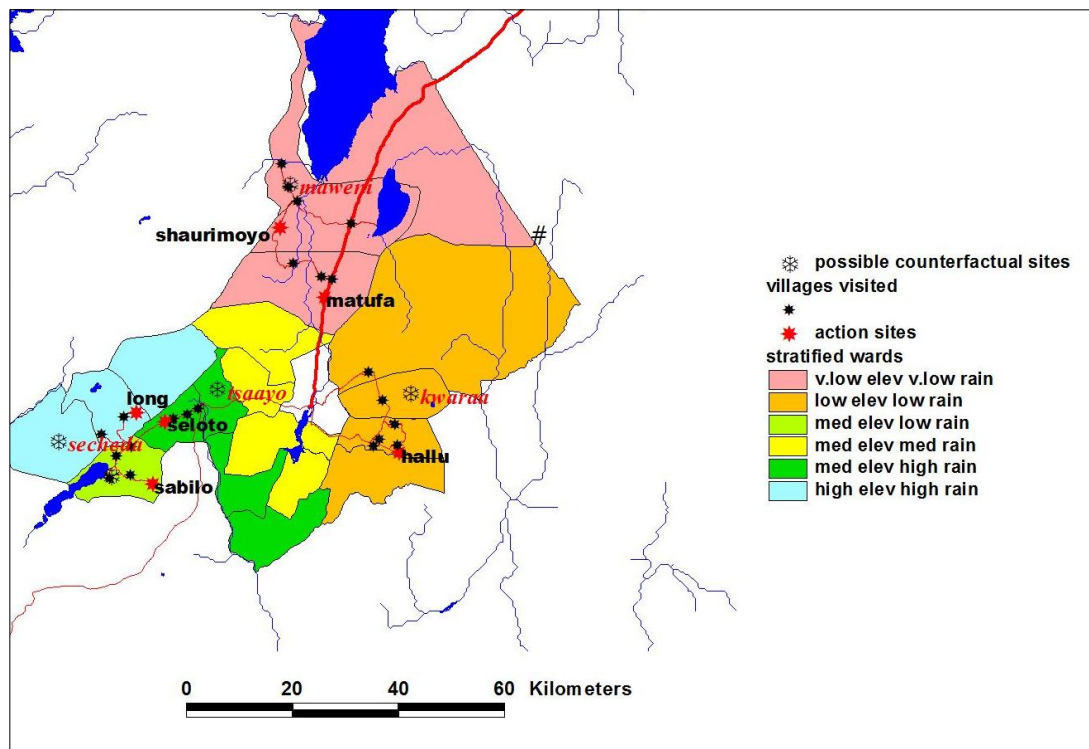 maweni
shaurimoyo
#
matufa
long
tsaayo
kwaraa
seloto
secheda
hallu
sabilo
possible counterfactual sites
villages visited
action sites
stratified wards
v.low elev v.low rain
low elev low rain
med elev low rain
med elev med rain
med elev high rain
high elev high rain
0 20 40 60 Kilometers